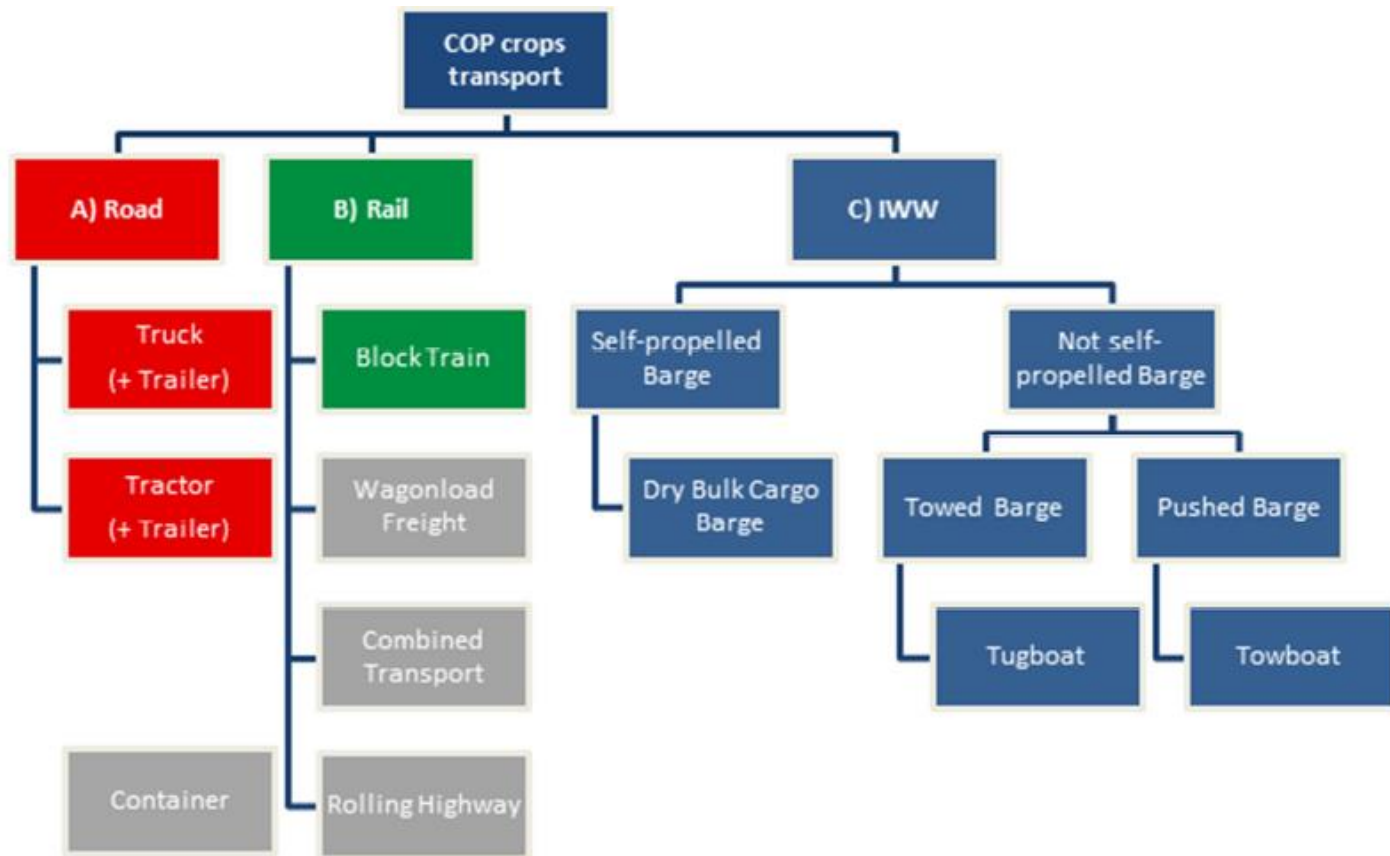 COP crops
transport
A) Road
B) Rail
C) IWW
Truck
(+ Trailer)
Block Train
Self-propelled
Barge
Not self-
propelled Barge
Tractor
(+ Trailer)
Wagonload
Freight
Dry Bulk Cargo
Barge
Towed Barge
Pushed Barge
Combined
Transport
Tugboat
Towboat
Container
Rolling Highway